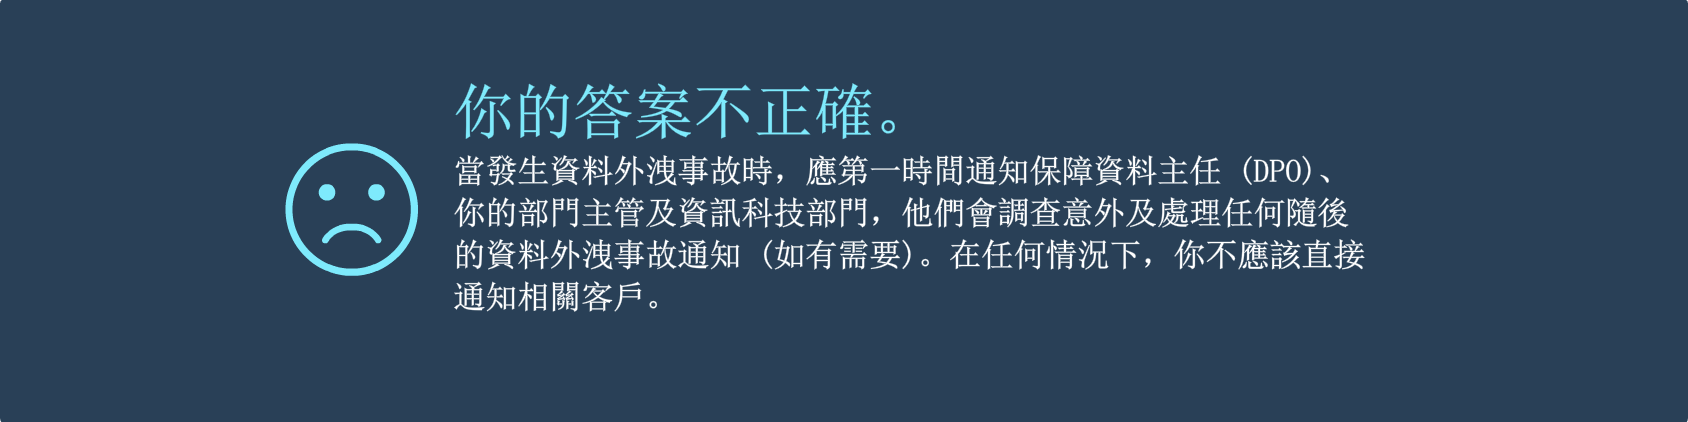 你的答案不正確。
當發生資料外洩事故時，應第一時間通知保障資料主任 (DPO)、
你的部門主管及資訊科技部門，他們會調查意外及處理任何隨後
的資料外洩事故通知 (如有需要)。在任何情況下，你不應該直接
通知相關客戶。